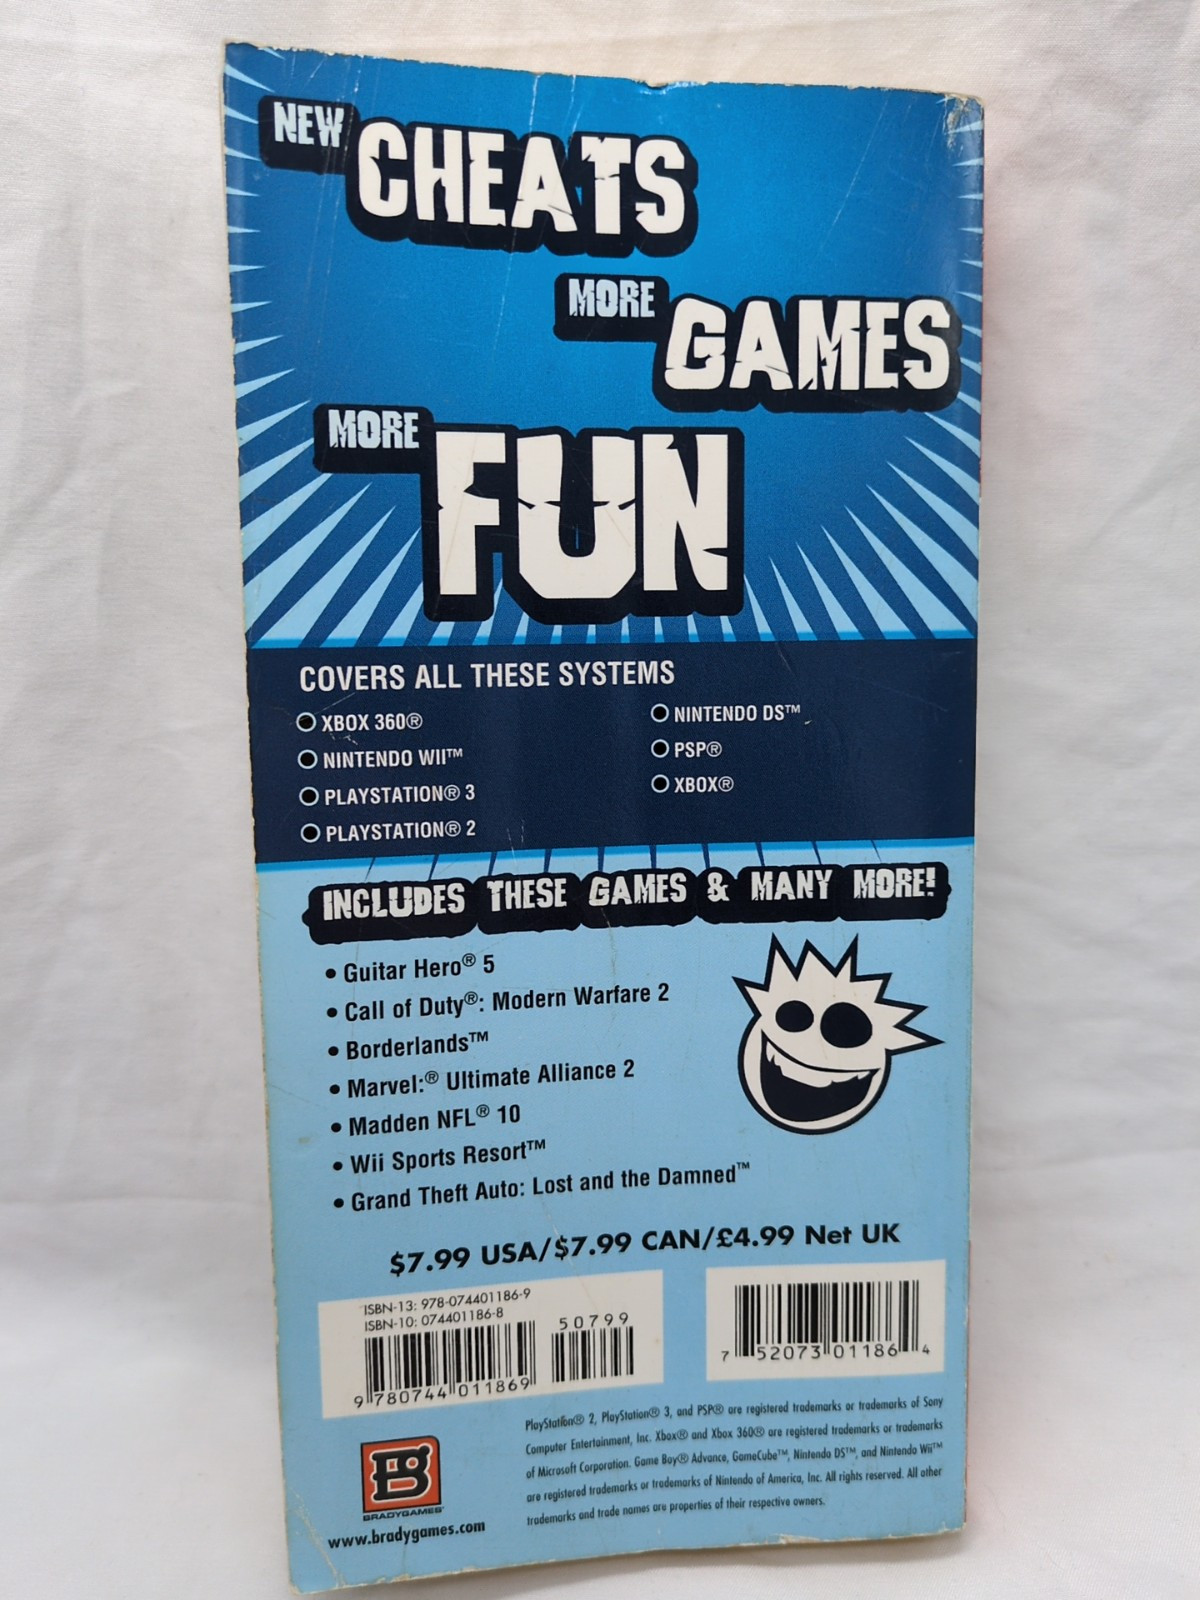 NEW CHEATS
MORE GAMES
MORE FUN
COVERS ALL THESE SYSTEMS
XBOX 360®
NINTENDO WII™
PLAYSTATION® 3
PLAYSTATION® 2
NINTENDO DS™
PSP®
XBOX®
INCLUDES THESE GAMES & MANY MORE!
• Guitar Hero® 5
• Call of Duty®: Modern Warfare 2
• Borderlands™
• Marvel:® Ultimate Alliance 2
• Madden NFL® 10
• Wii Sports Resort™
• Grand Theft Auto: Lost and the Damned™
$7.99 USA/$7.99 CAN/£4.99 Net UK
ISBN-13: 978-074401186-9
ISBN-10: 074401186-8
50799
9 780744 011869
7 52073 01186 4
PlayStation® 2, PlayStation® 3, and PSP® are registered trademarks or trademarks of Sony
Computer Entertainment, Inc. Xbox® and Xbox 360® are registered trademarks or trademarks
of Microsoft Corporation. Game Boy® Advance, GameCube™, Nintendo DS™, and Nintendo Wii™
are registered trademarks or trademarks of Nintendo of America, Inc. All rights reserved. All other
trademarks and trade names are properties of their respective owners.
BG
BRADYGAMES®
www.bradygames.com